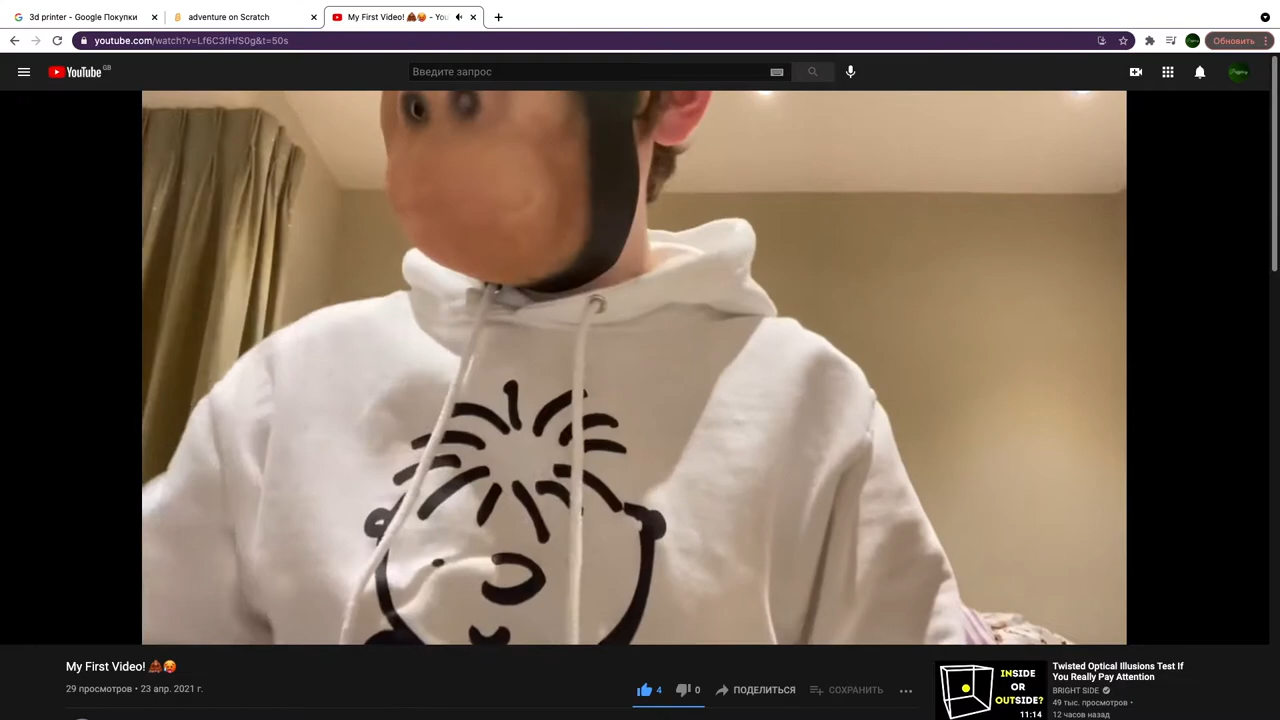 3d printer - Google Покупки
adventure on Scratch
My First Video! 💩🥵 - You
youtube.com/watch?v=Lf6C3fHfS0g&t=50s
Обновить
YouTube GB
Введите запрос
My First Video! 💩🥵
29 просмотров • 23 апр. 2021 г.
4
0
ПОДЕЛИТЬСЯ
СОХРАНИТЬ
INSIDE
OR
OUTSIDE?
11:14
Twisted Optical Illusions Test If
You Really Pay Attention
BRIGHT SIDE
49 тыс. просмотров •
12 часов назад